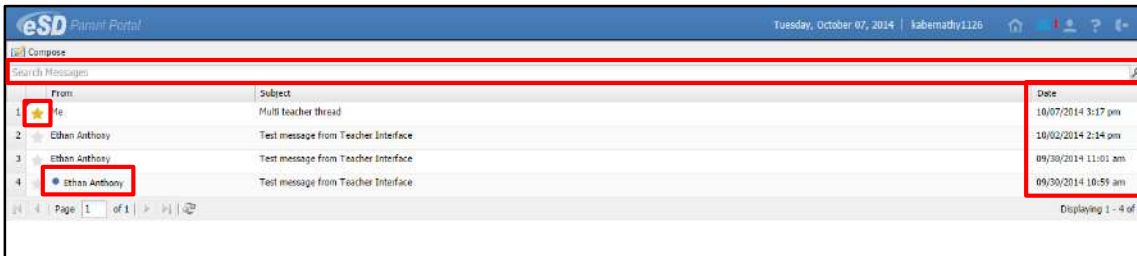 eSD Parent Portal Tuesday, October 07, 2014 | kabernathy1126 ?
Compose
Search Messages
From Subject Date
1 Me Multi teacher thread 10/07/2014 3:17 pm
2 Ethan Anthony Test message from Teacher Interface 10/02/2014 2:14 pm
3 Ethan Anthony Test message from Teacher Interface 09/30/2014 11:01 am
4 Ethan Anthony Test message from Teacher Interface 09/30/2014 10:59 am
Page 1 of 1 Displaying 1 - 4 of